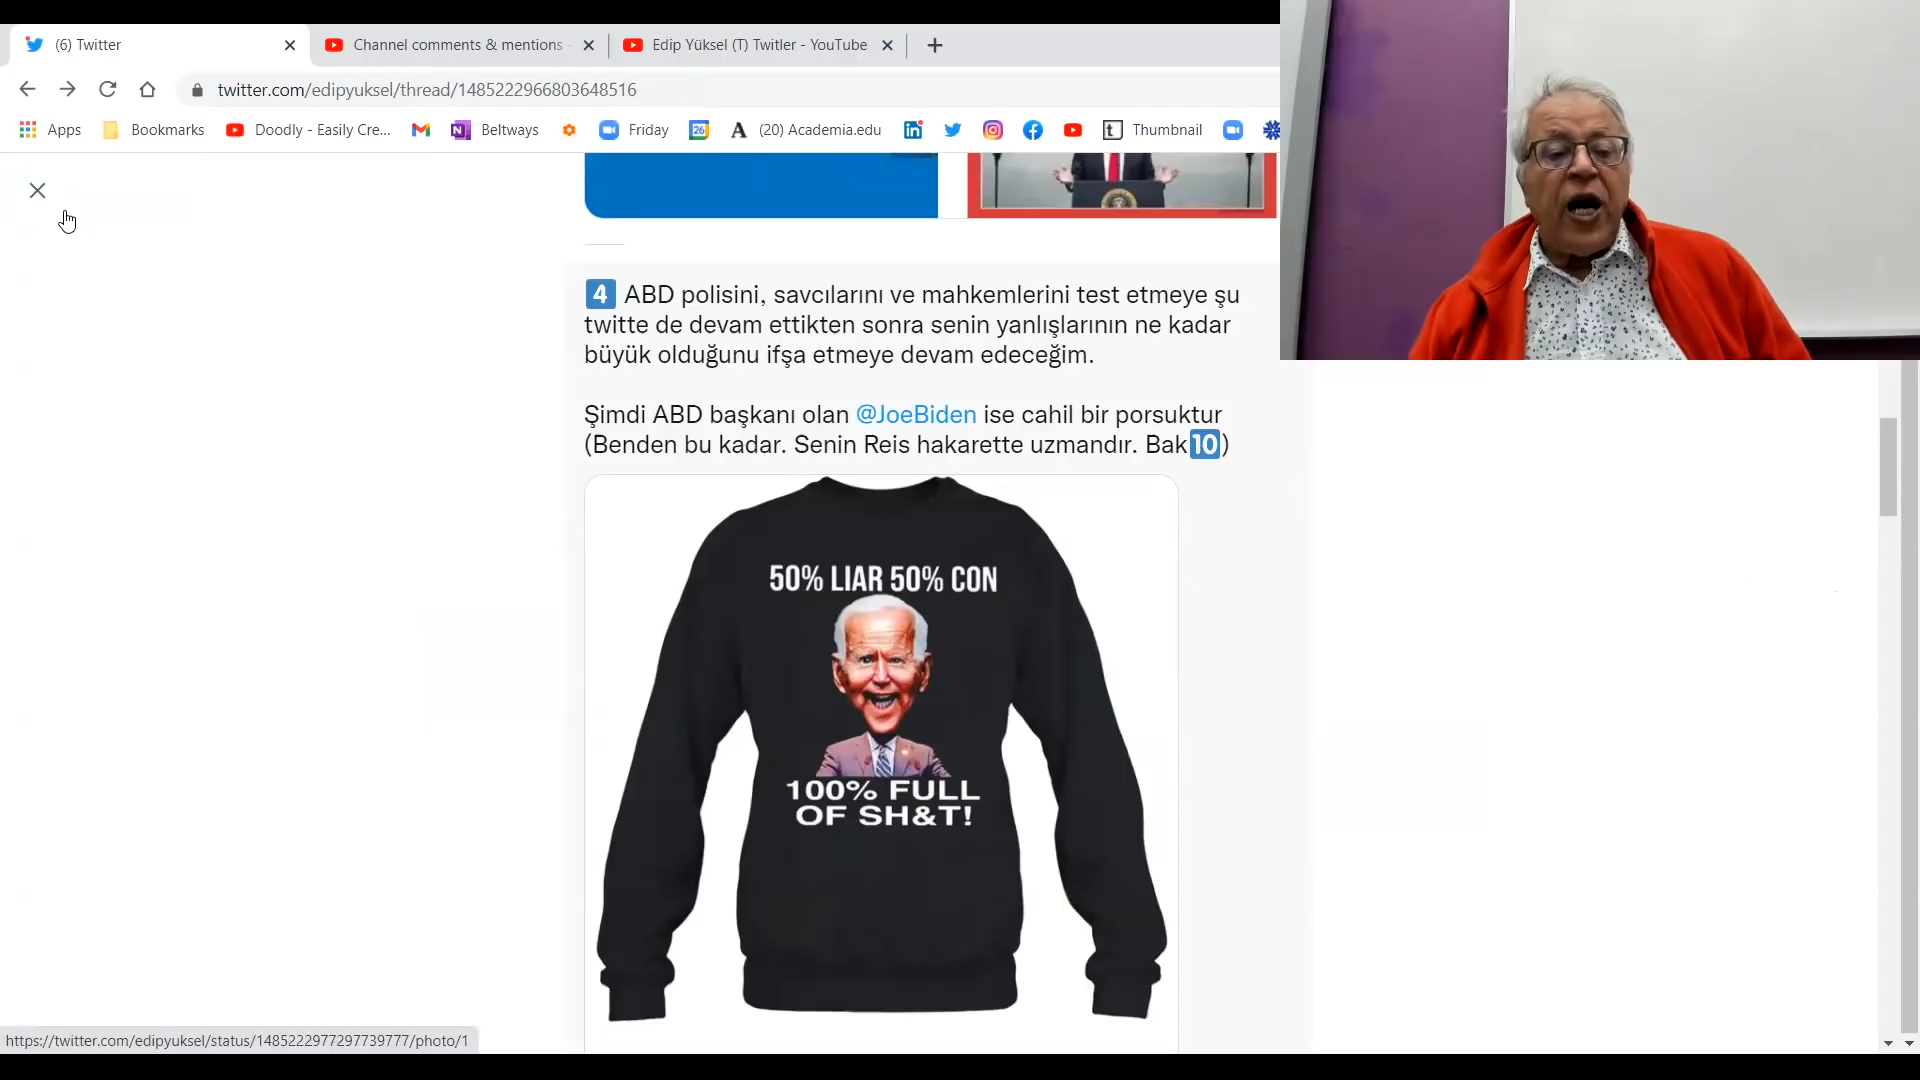 (6) Twitter
Channel comments & mentions
Edip Yüksel (T) Twitler - YouTube
twitter.com/edipyuksel/thread/1485222966803648516
Apps
Bookmarks
Doodly - Easily Cre...
N
Beltways
Friday
26
A
(20) Academia.edu
in
t
Thumbnail
4 ABD polisini, savcılarını ve mahkemlerini test etmeye şu
twitte de devam ettikten sonra senin yanlışlarının ne kadar
büyük olduğunu ifşa etmeye devam edeceğim.
Şimdi ABD başkanı olan @JoeBiden ise cahil bir porsuktur
(Benden bu kadar. Senin Reis hakarette uzmandır. Bak 10)
50% LIAR 50% CON
100% FULL
OF SH&T!
https://twitter.com/edipyuksel/status/1485222977297739777/photo/1